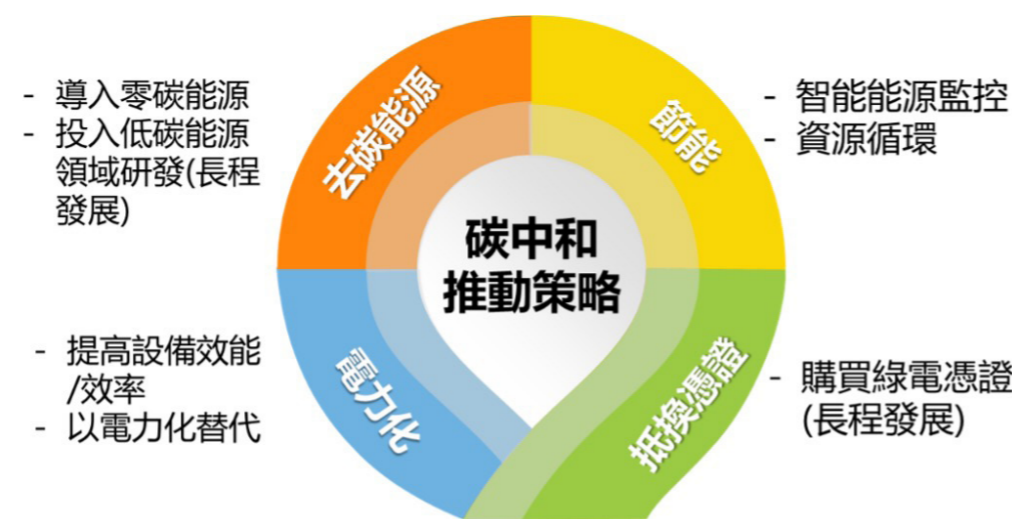 去碳能源
- 導入零碳能源
- 投入低碳能源
領域研發(長程
發展)
節能
- 智能能源監控
- 資源循環
碳中和
推動策略
電力化
- 提高設備效能
/效率
- 以電力化替代
抵換憑證
- 購買綠電憑證
(長程發展)